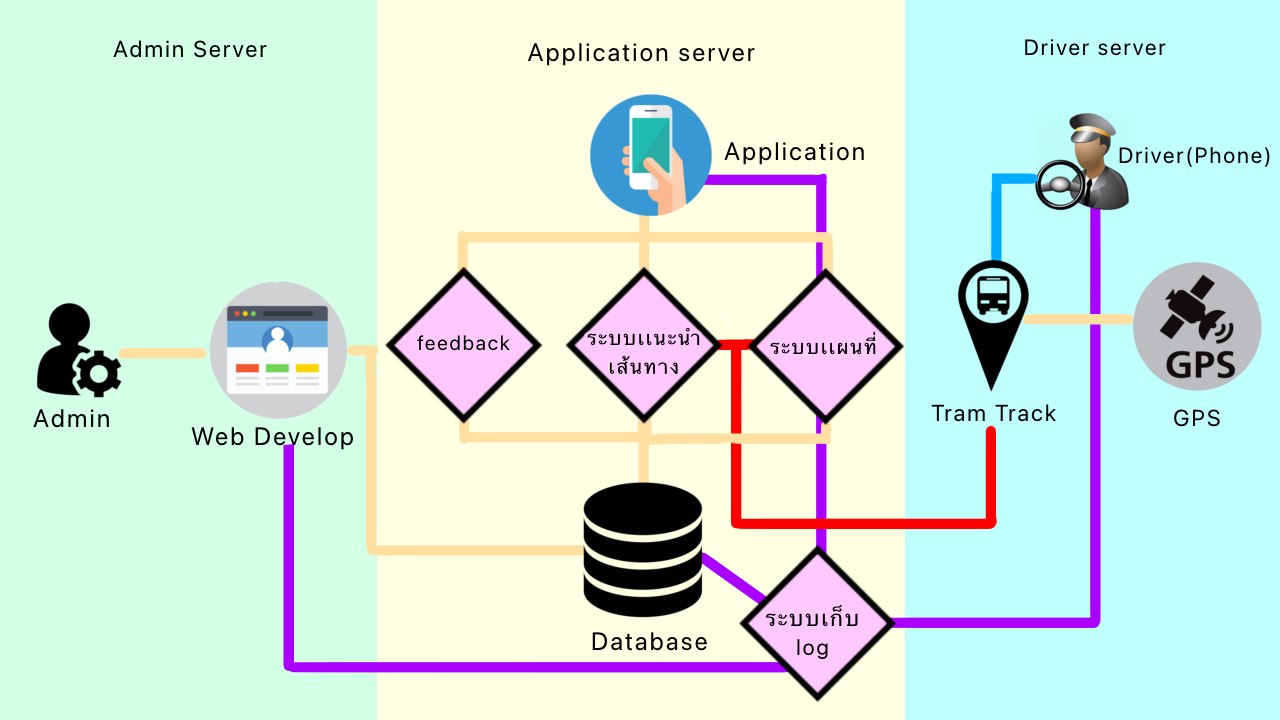 Admin Server
Application server
Driver server
Application
Driver(Phone)
feedback
ระบบแนะนำ
เส้นทาง
ระบบแผนที่
GPS
Admin
Web Develop
Tram Track
GPS
Database
ระบบเก็บ
log